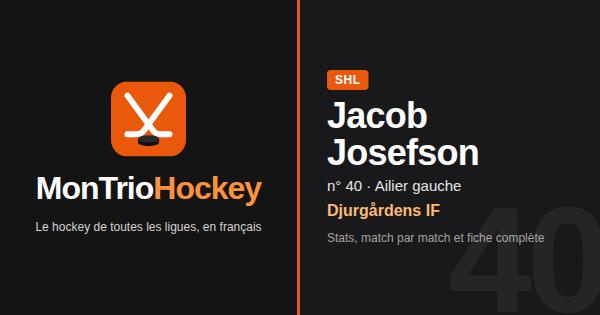 MonTrioHockey
Le hockey de toutes les ligues, en français
SHL
Jacob
Josefson
n° 40 · Ailier gauche
Djurgårdens IF
Stats, match par match et fiche complète
40